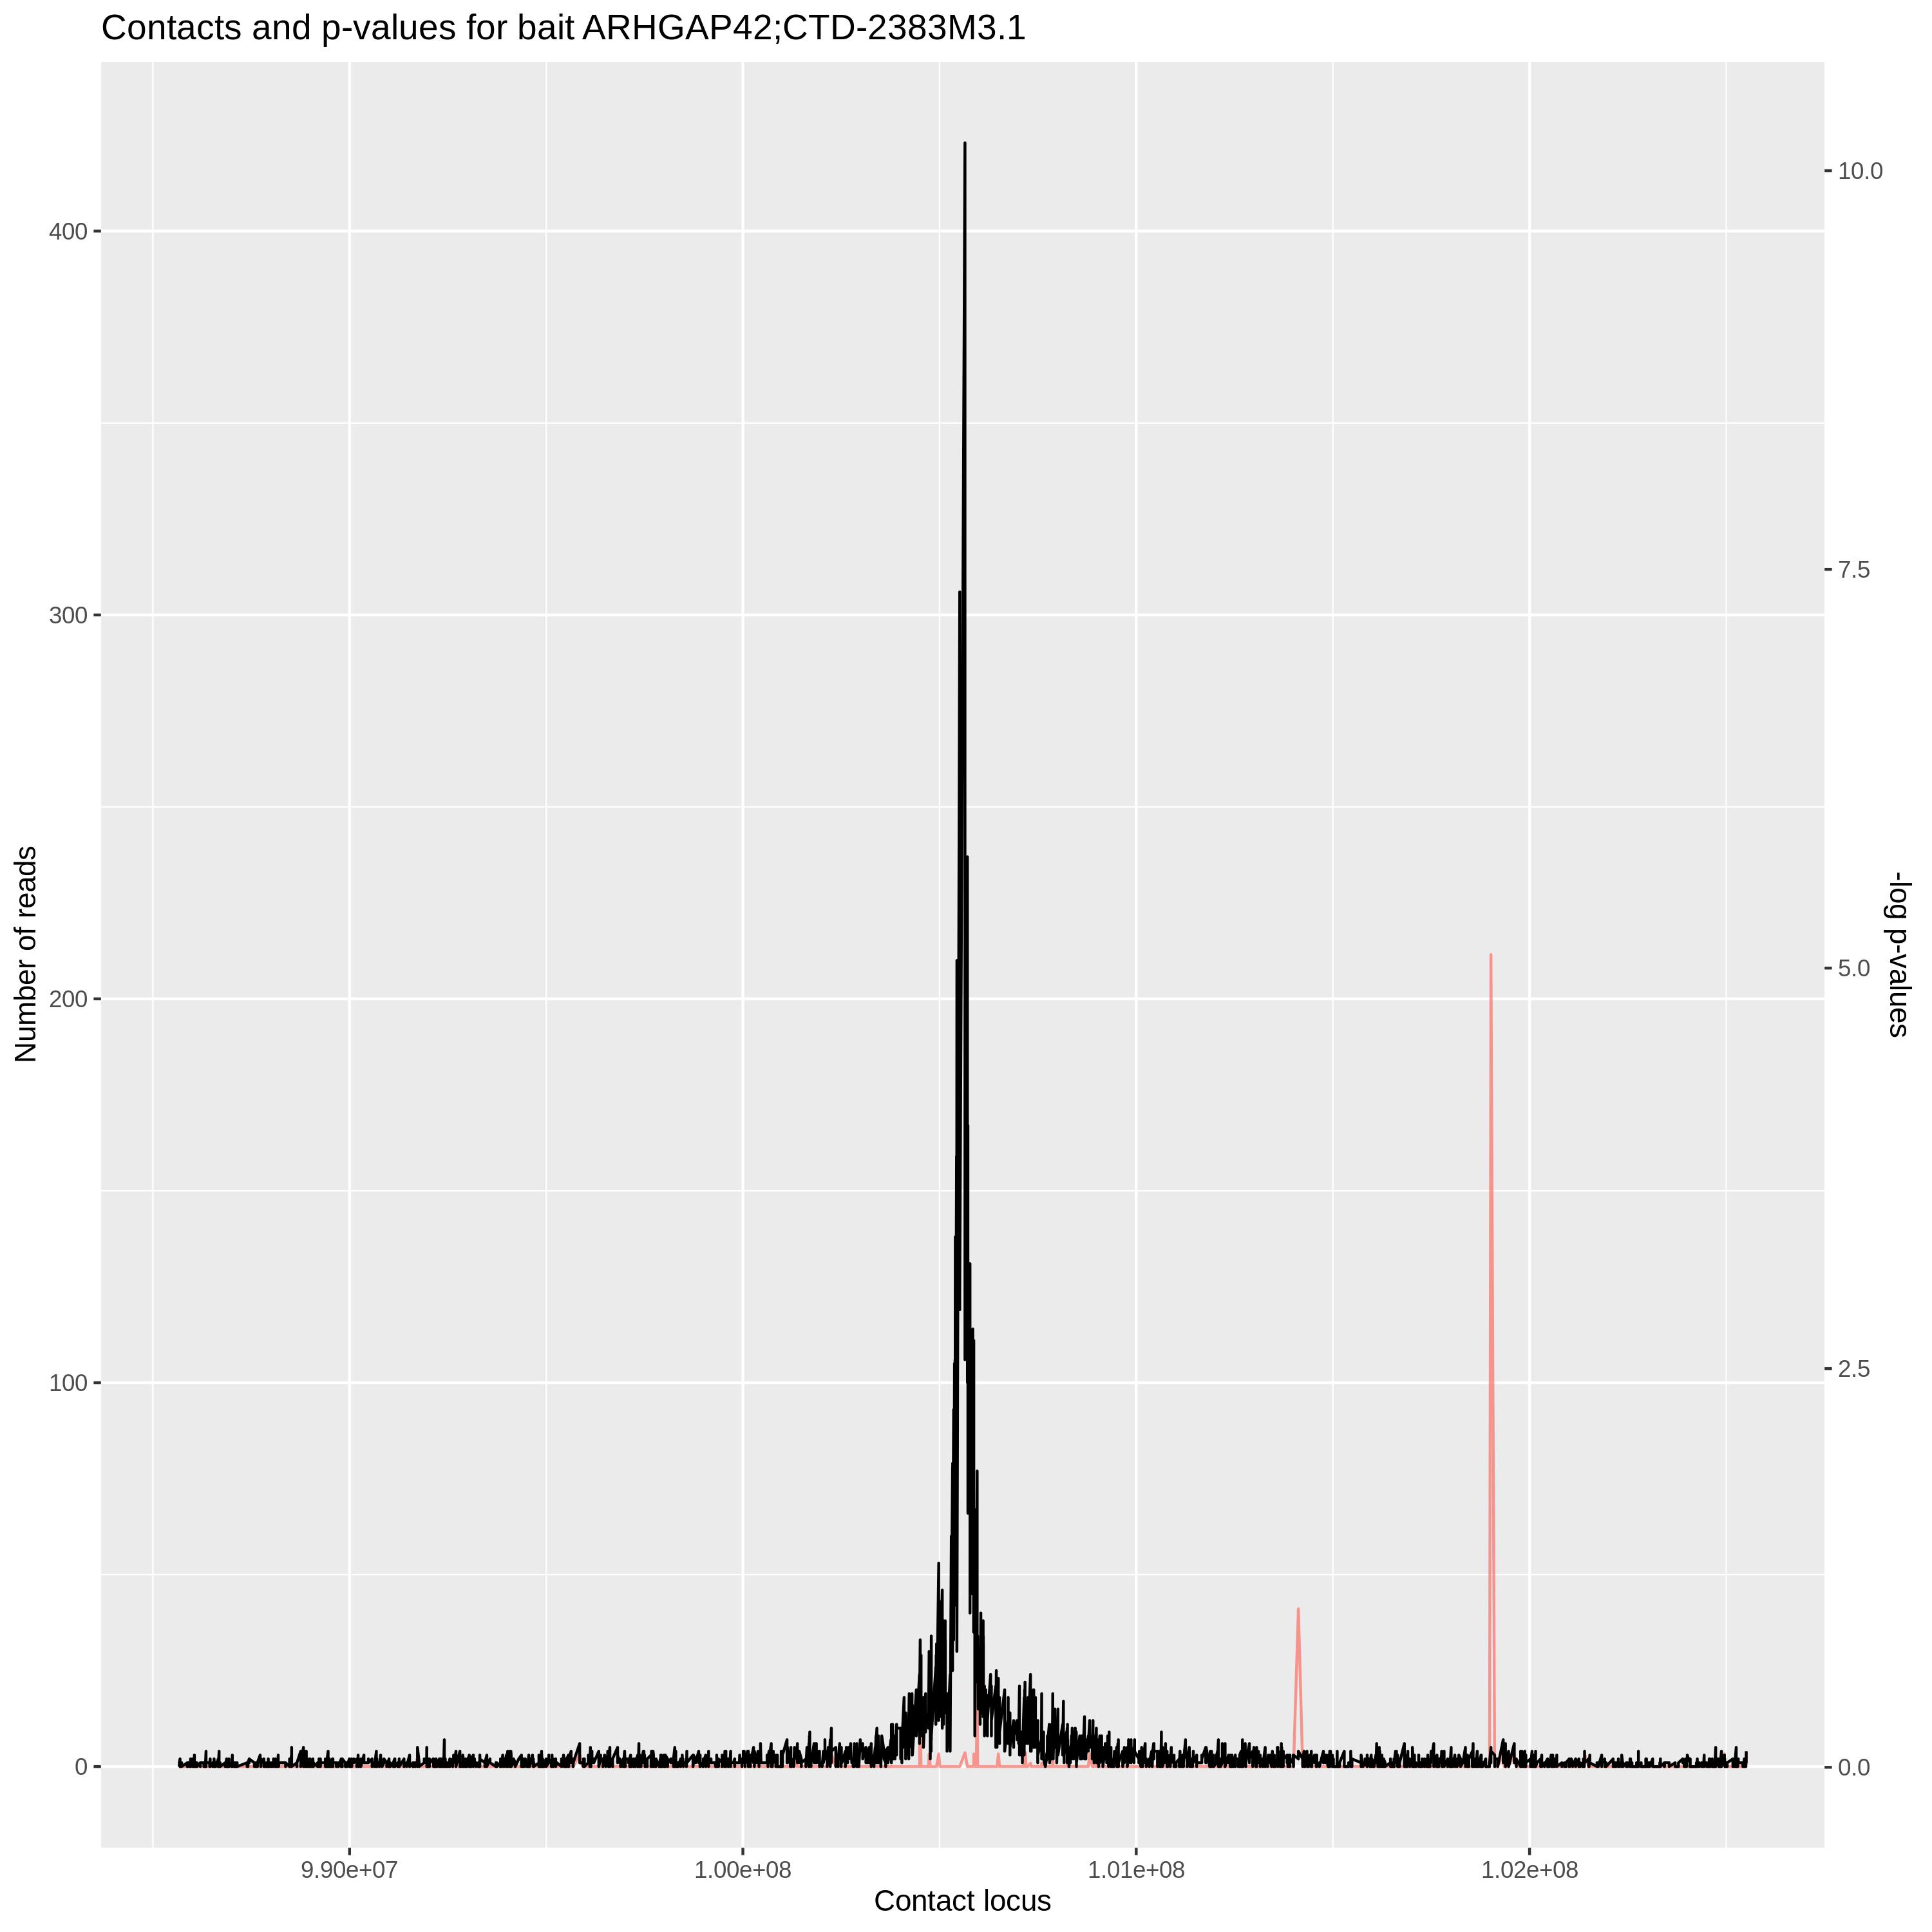 Contacts and p-values for bait ARHGAP42;CTD-2383M3.1
Number of reads
400
300
200
100
0
10.0
7.5
5.0
2.5
0.0
-log p-values
9.90e+07 1.00e+08 1.01e+08 1.02e+08
Contact locus